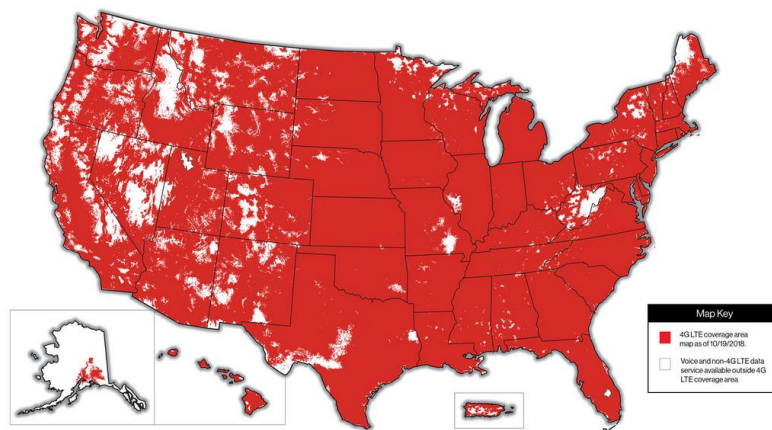 Map Key
4G LTE coverage area
map as of 10/19/2018.
Voice and non-4G LTE data
service available outside 4G
LTE coverage area